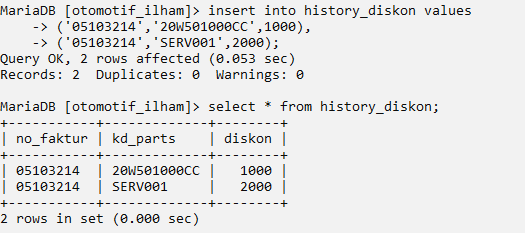 MariaDB [otomotif_ilham]> insert into history_diskon values
    -> ('05103214','20W501000CC',1000),
    -> ('05103214','SERV001',2000);
Query OK, 2 rows affected (0.053 sec)
Records: 2  Duplicates: 0  Warnings: 0

MariaDB [otomotif_ilham]> select * from history_diskon;
+-----------+-------------+--------+
| no_faktur | kd_parts    | diskon |
+-----------+-------------+--------+
| 05103214  | 20W501000CC |   1000 |
| 05103214  | SERV001     |   2000 |
+-----------+-------------+--------+
2 rows in set (0.000 sec)